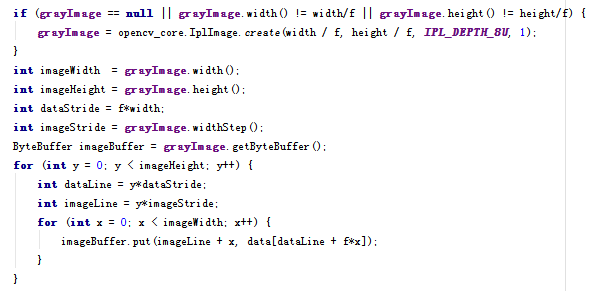 if (grayImage == null || grayImage.width() != width/f || grayImage.height() != height/f) {
    grayImage = opencv_core.IplImage.create(width / f, height / f, IPL_DEPTH_8U, 1);
}
int imageWidth  = grayImage.width();
int imageHeight = grayImage.height();
int dataStride = f*width;
int imageStride = grayImage.widthStep();
ByteBuffer imageBuffer = grayImage.getByteBuffer();
for (int y = 0; y < imageHeight; y++) {
    int dataLine = y*dataStride;
    int imageLine = y*imageStride;
    for (int x = 0; x < imageWidth; x++) {
        imageBuffer.put(imageLine + x, data[dataLine + f*x]);
    }
}